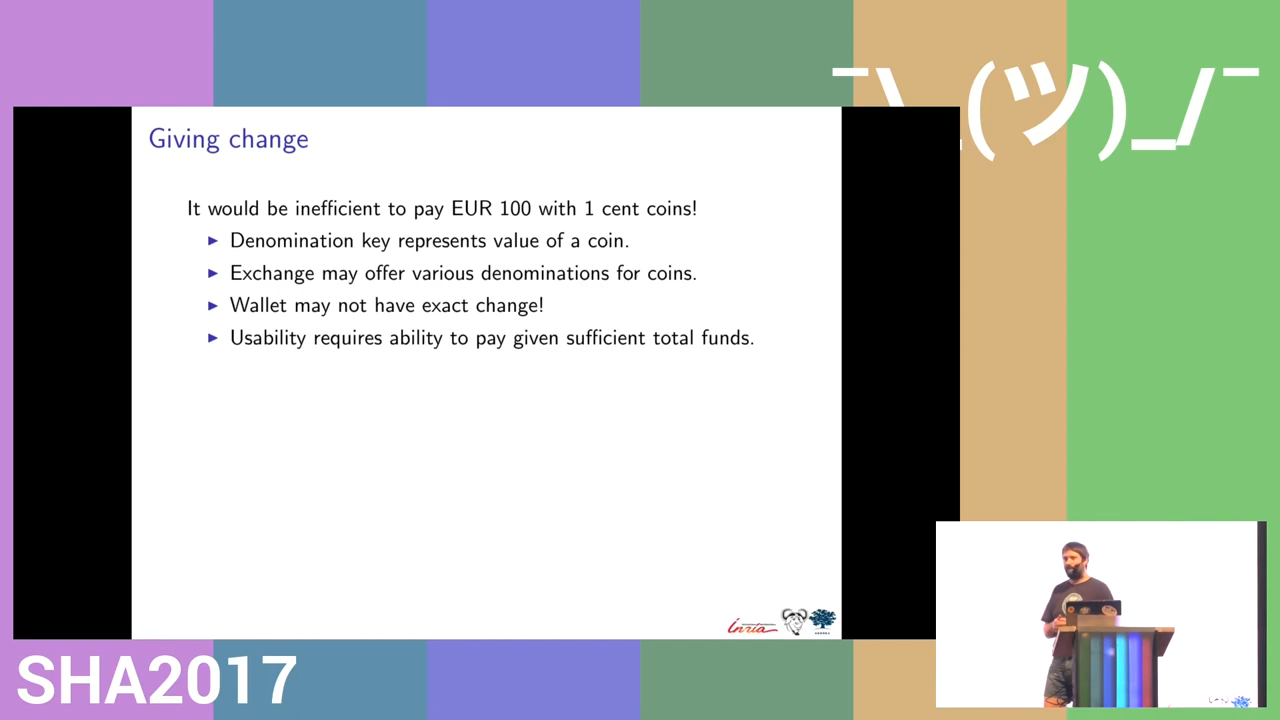 ¯\_(ツ)_/¯
Giving change
It would be inefficient to pay EUR 100 with 1 cent coins!
▶ Denomination key represents value of a coin.
▶ Exchange may offer various denominations for coins.
▶ Wallet may not have exact change!
▶ Usability requires ability to pay given sufficient total funds.
inria
SHA2017